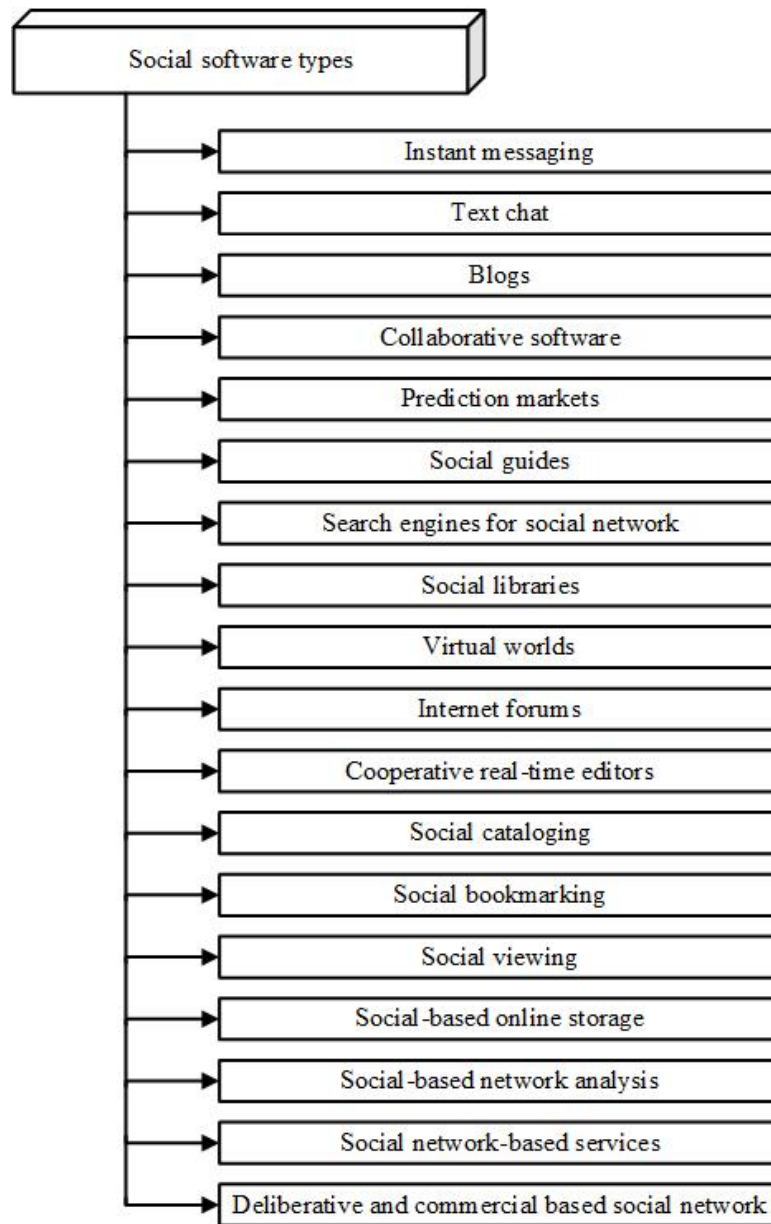 Social software types
Instant messaging
Text chat
Blogs
Collaborative software
Prediction markets
Social guides
Search engines for social network
Social libraries
Virtual worlds
Internet forums
Cooperative real-time editors
Social cataloging
Social bookmarking
Social viewing
Social-based online storage
Social-based network analysis
Social network-based services
Deliberative and commercial based social network